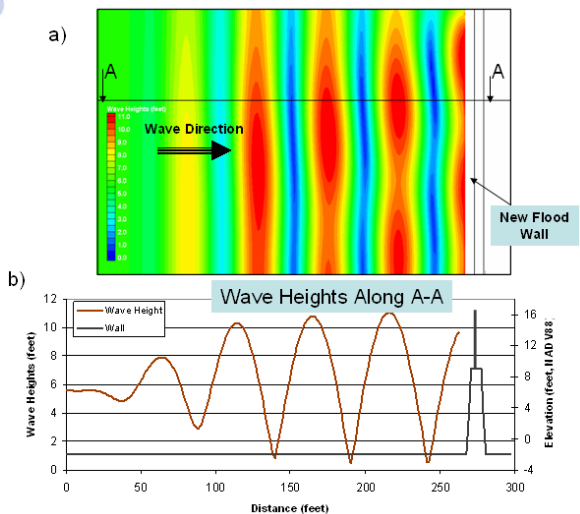 a)
A
A
Wave Heights (feet)
11.0
10.0
9.0
8.0
7.0
6.0
5.0
4.0
3.0
2.0
1.0
0.0
Wave Direction
New Flood
Wall
b)
Wave Heights Along A-A
Wave Height
Wall
12
10
8
6
4
2
0
Wave Heights (feet)
16
12
8
4
0
-4
Elevation (feet, NAD V88)
0
50
100
150
200
250
300
Distance (feet)